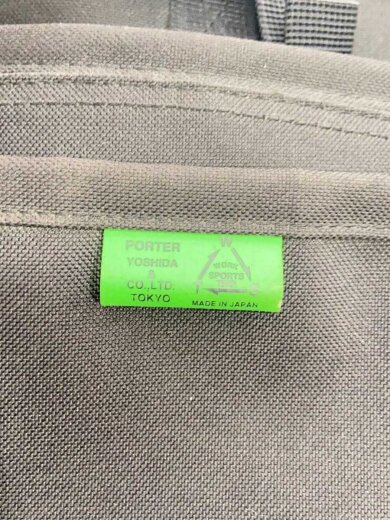 PORTER
YOSHIDA
&
CO.,LTD.
TOKYO
W
WORK
SPORTS
MADE IN JAPAN